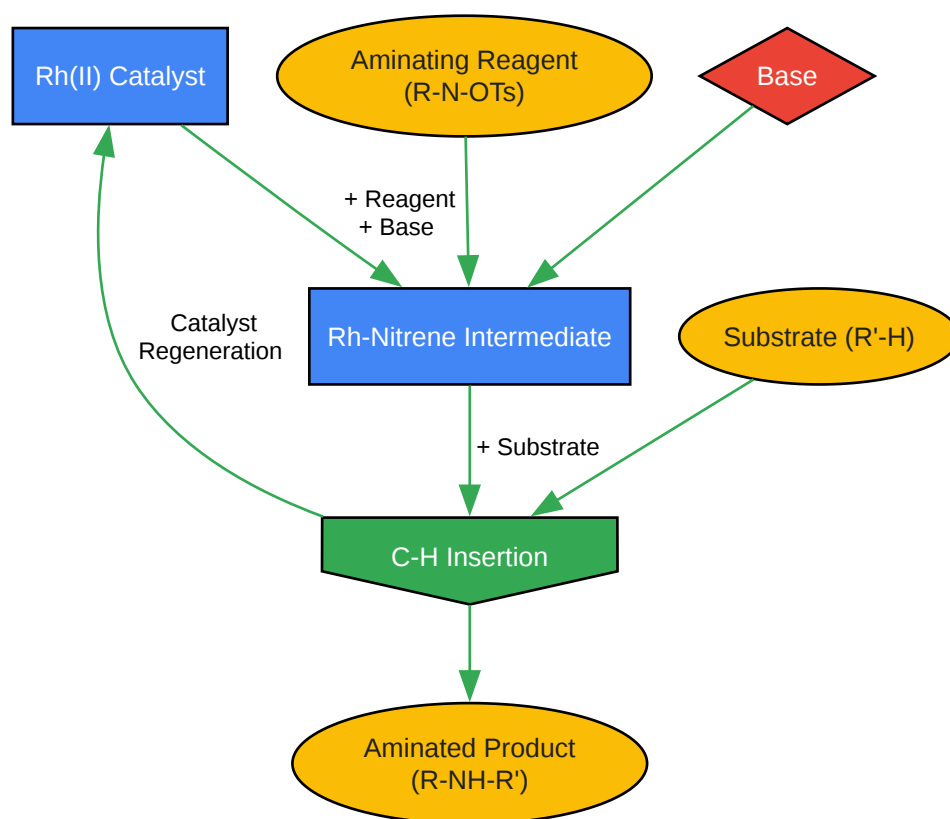 Rh(II) Catalyst
Aminating Reagent
(R-N-OTs)
Base
+ Reagent
+ Base
Catalyst
Regeneration
Rh-Nitrene Intermediate
Substrate (R'-H)
+ Substrate
C-H Insertion
Aminated Product
(R-NH-R')